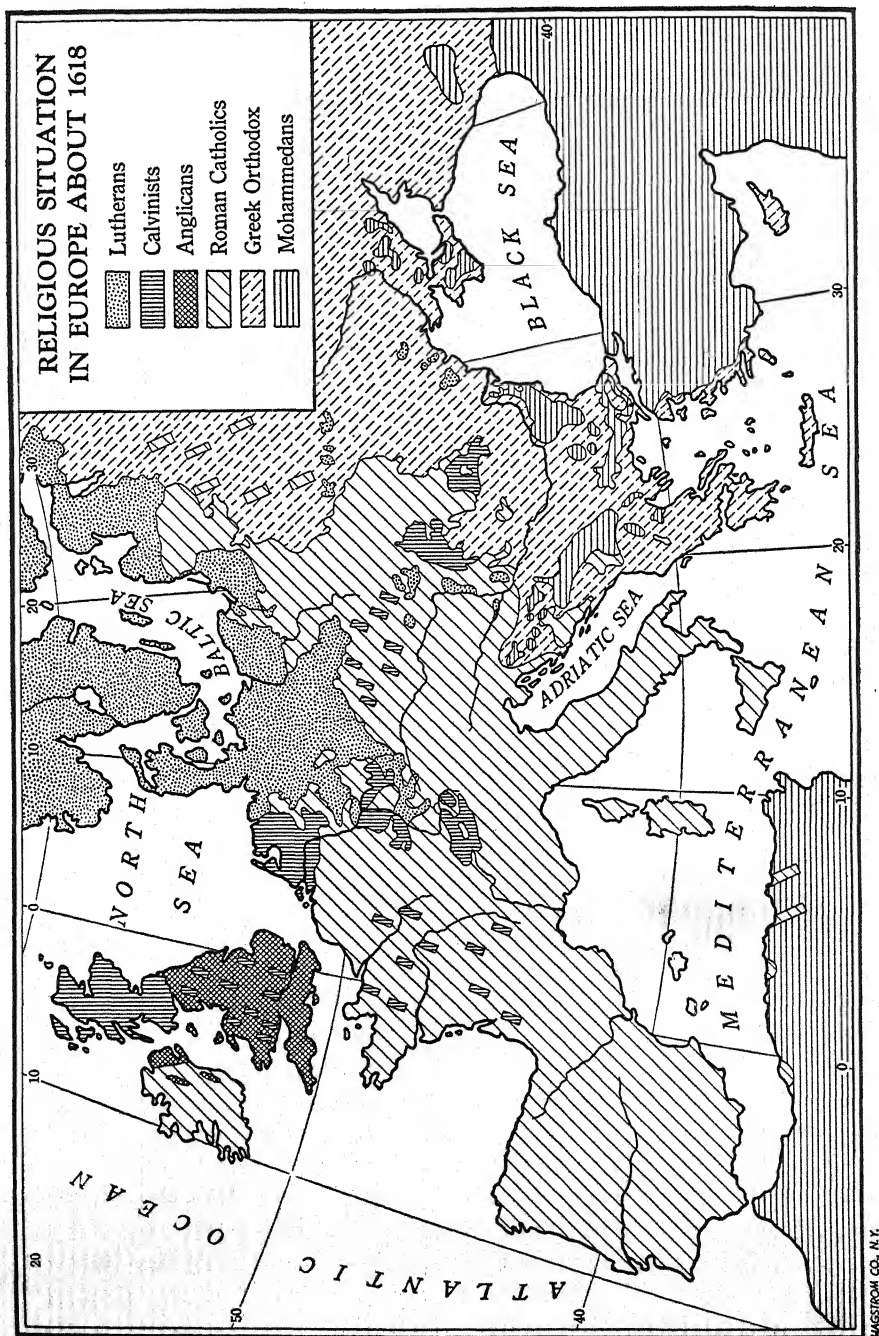 RELIGIOUS SITUATION
IN EUROPE ABOUT 1618
Lutherans
Calvinists
Anglicans
Roman Catholics
Greek Orthodox
Mohammedans
20
10
0
10
20
30
50
40
40
0
10
20
30
ATLANTIC
OCEAN
NORTH
SEA
BALTIC
SEA
ADRIATIC SEA
BLACK SEA
MEDITERRANEAN
SEA
CO., N.Y.